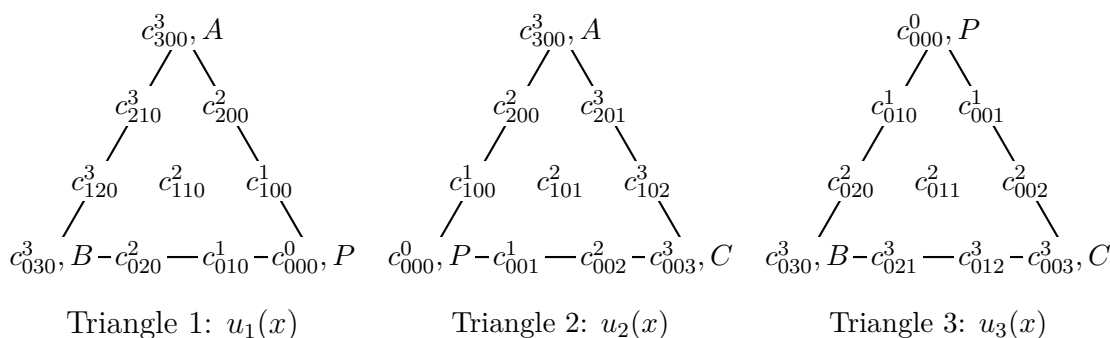 $c^3_{300}, A$ $c^3_{300}, A$ $c^0_{000}, P$
$c^3_{210}$ $c^2_{200}$ $c^2_{200}$ $c^3_{201}$ $c^1_{010}$ $c^1_{001}$
$c^3_{120}$ $c^2_{110}$ $c^1_{100}$ $c^1_{100}$ $c^2_{101}$ $c^3_{102}$ $c^2_{020}$ $c^2_{011}$ $c^2_{002}$
$c^3_{030}, B$ $c^2_{020}$ $c^1_{010}$ $c^0_{000}, P$ $c^0_{000}, P$ $c^1_{001}$ $c^2_{002}$ $c^3_{003}, C$ $c^3_{030}, B$ $c^3_{021}$ $c^3_{012}$ $c^3_{003}, C$
Triangle 1: $u_1(x)$ Triangle 2: $u_2(x)$ Triangle 3: $u_3(x)$